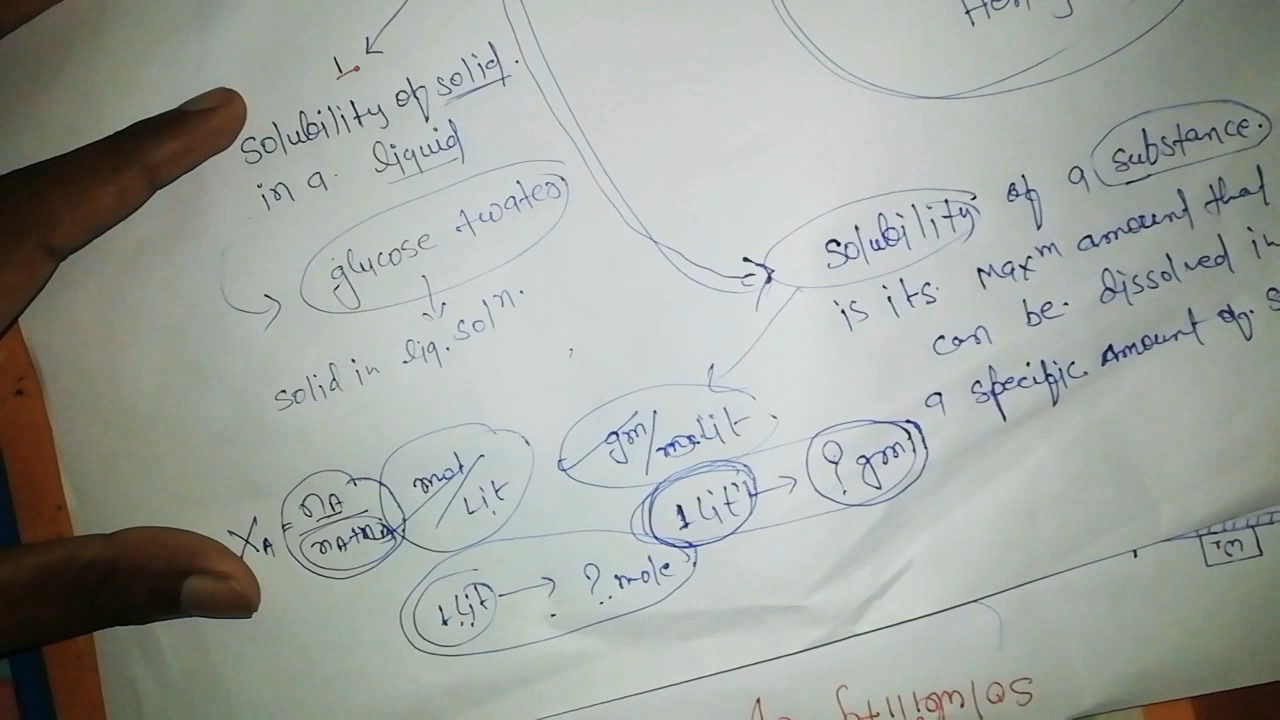 1.
solubility of solid.
in a liquid
glucose + water
solid in liq. soln.
solubility of a substance.
is its maxm amount that
can be dissolved in
a specific amount of s
gm/ Lit
1 Lit → ? gm
mol/Lit
XA = nA/
1 Lit → ? mole